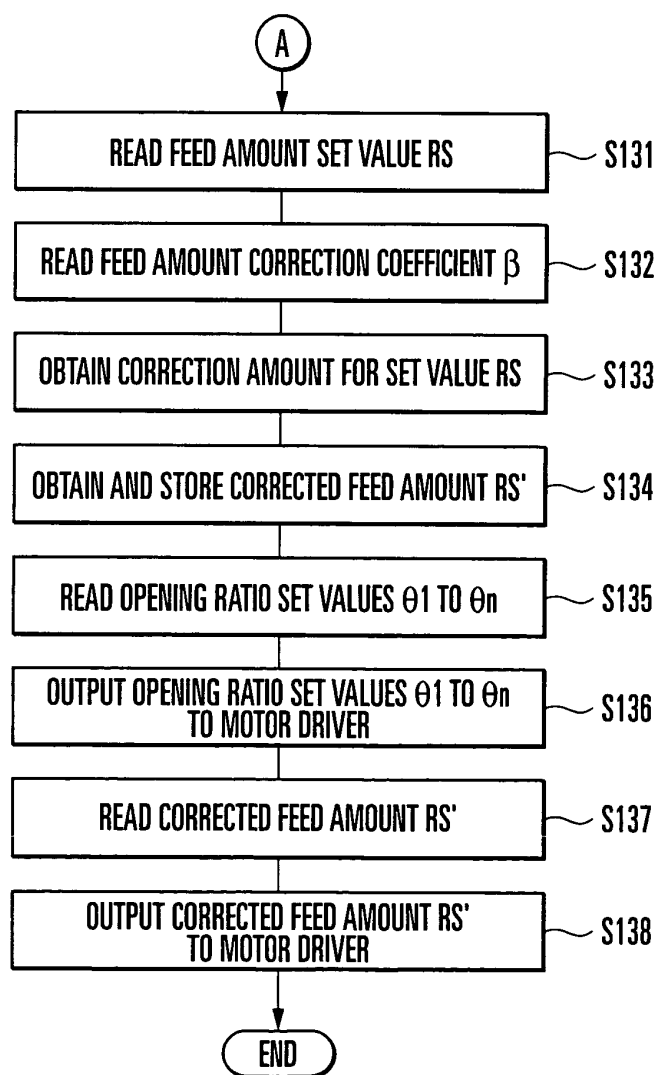 A
READ FEED AMOUNT SET VALUE RS
S131
READ FEED AMOUNT CORRECTION COEFFICIENT β
S132
OBTAIN CORRECTION AMOUNT FOR SET VALUE RS
S133
OBTAIN AND STORE CORRECTED FEED AMOUNT RS'
S134
READ OPENING RATIO SET VALUES θ1 TO θn
S135
OUTPUT OPENING RATIO SET VALUES θ1 TO θn
TO MOTOR DRIVER
S136
READ CORRECTED FEED AMOUNT RS'
S137
OUTPUT CORRECTED FEED AMOUNT RS'
TO MOTOR DRIVER
S138
END